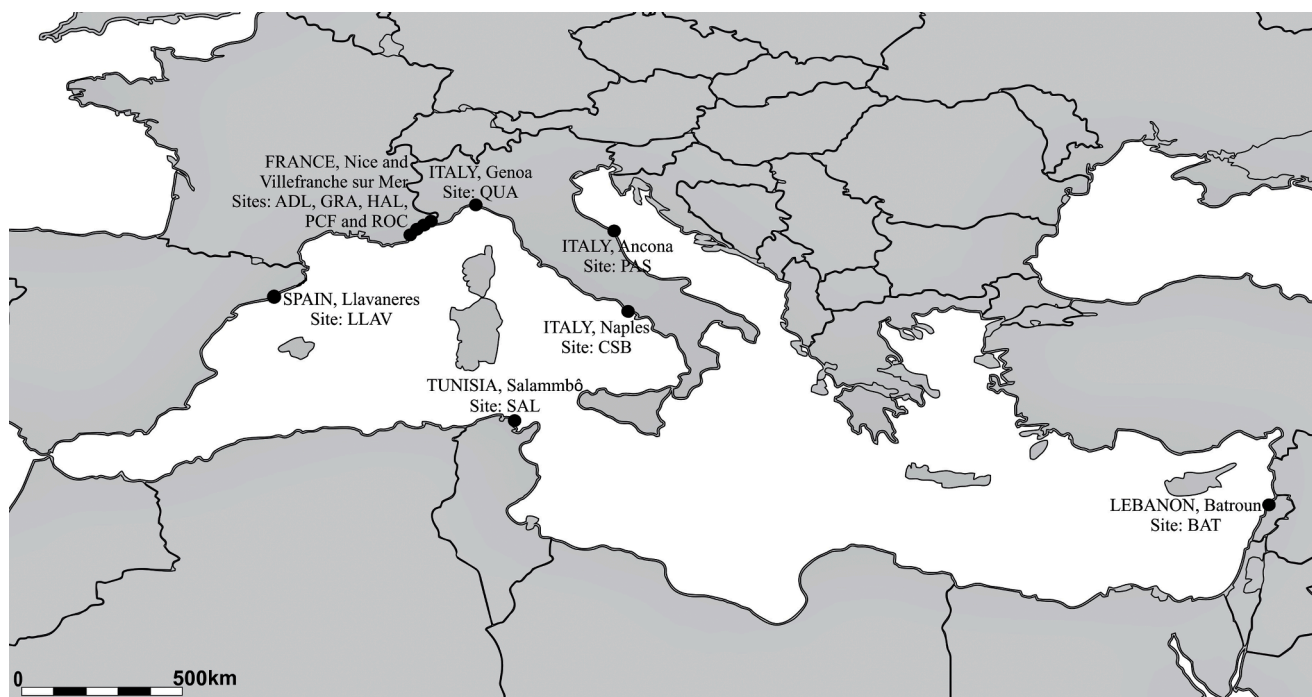 FRANCE, Nice and
Villefranche sur Mer
Sites: ADL, GRA, HAL,
PCF and ROC
ITALY, Genoa
Site: QUA
ITALY, Ancona
Site: PAS
SPAIN, Llavaneres
Site: LLAV
ITALY, Naples
Site: CSB
TUNISIA, Salammbô
Site: SAL
LEBANON, Batroun
Site: BAT
0 500km